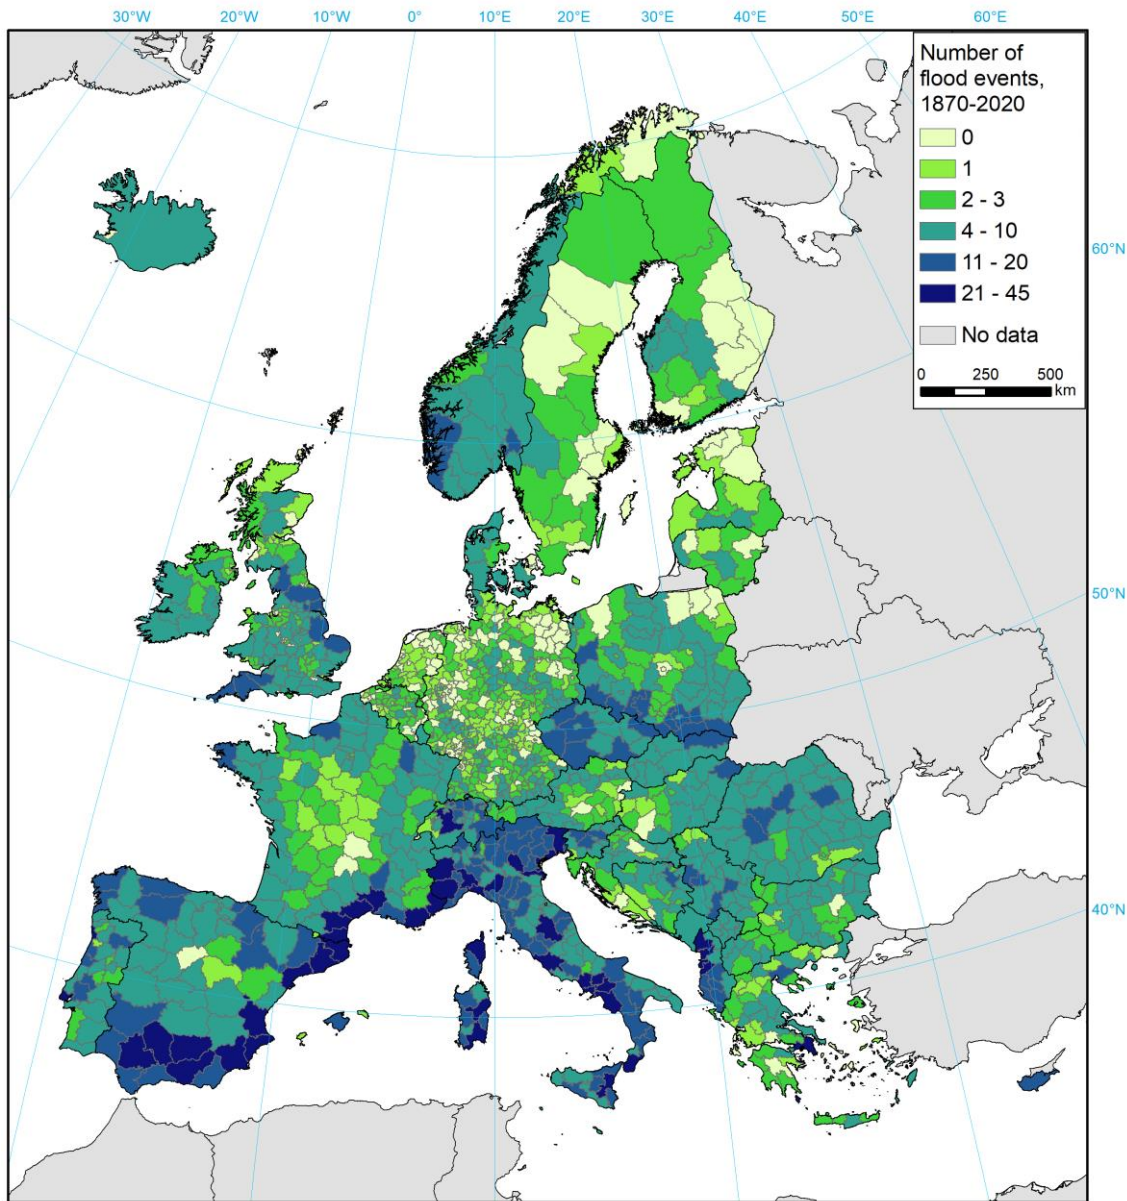 30°W 20°W 10°W 0° 10°E 20°E 30°E 40°E 50°E 60°E
Number of
flood events,
1870-2020
0
1
2 - 3
4 - 10
11 - 20
21 - 45
No data
0 250 500
km
60°N
50°N
40°N